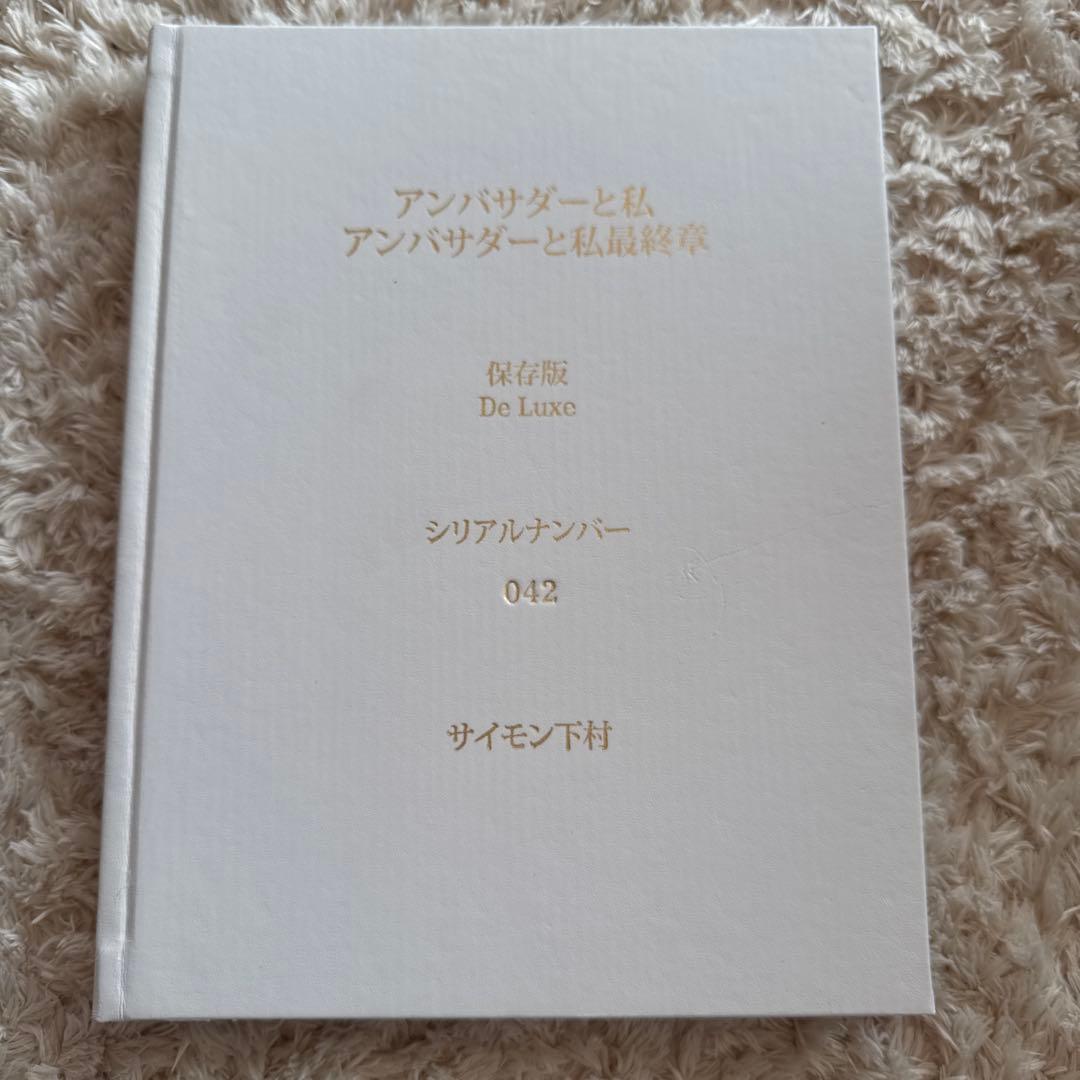 アンバサダーと私
アンバサダーと私最終章
保存版
De Luxe
シリアルナンバー
042
サイモン下村